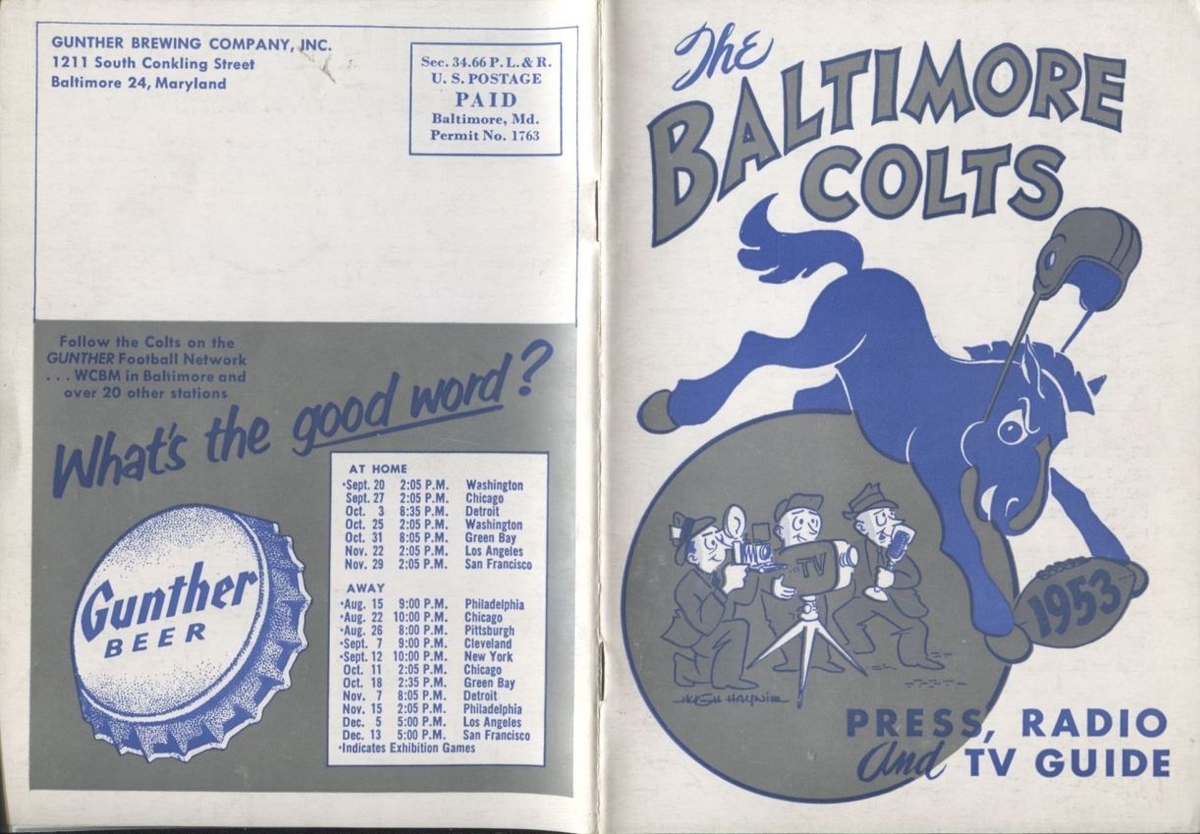 GUNTHER BREWING COMPANY, INC.
1211 South Conkling Street
Baltimore 24, Maryland
Sec. 34.66 P. L. & R.
U. S. POSTAGE
PAID
Baltimore, Md.
Permit No. 1763
Follow the Colts on the
GUNTHER Football Network
. . . WCBM in Baltimore and
over 20 other stations
What's the good word?
Gunther
BEER
AT HOME
•Sept. 20 2:05 P.M. Washington
Sept. 27 2:05 P.M. Chicago
Oct. 3 8:35 P.M. Detroit
Oct. 25 2:05 P.M. Washington
Oct. 31 8:05 P.M. Green Bay
Nov. 22 2:05 P.M. Los Angeles
Nov. 29 2:05 P.M. San Francisco
AWAY
•Aug. 15 9:00 P.M. Philadelphia
•Aug. 22 10:00 P.M. Chicago
•Aug. 26 8:00 P.M. Pittsburgh
•Sept. 7 9:00 P.M. Cleveland
•Sept. 12 10:00 P.M. New York
Oct. 11 2:05 P.M. Chicago
Oct. 18 2:35 P.M. Green Bay
Nov. 7 8:05 P.M. Detroit
Nov. 15 2:05 P.M. Philadelphia
Dec. 5 5:00 P.M. Los Angeles
Dec. 13 5:00 P.M. San Francisco
•Indicates Exhibition Games
The
BALTIMORE
COLTS
TV
1953
HUGH HAYNIE
PRESS, RADIO
and TV GUIDE